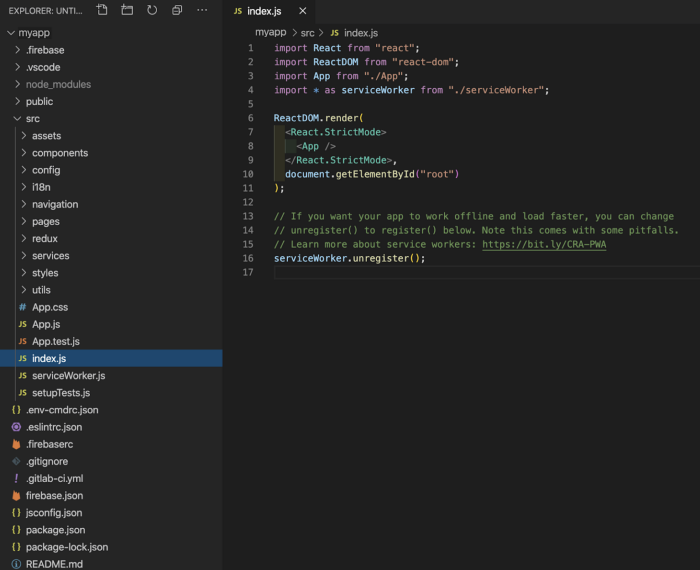 EXPLORER: UNTI...
myapp
.firebase
.vscode
node_modules
public
src
assets
components
config
i18n
navigation
pages
redux
services
styles
utils
# App.css
JS App.js
JS App.test.js
JS index.js
JS serviceWorker.js
JS setupTests.js
{} .env-cmdrc.json
.eslintrc.json
.firebaserc
.gitignore
! .gitlab-ci.yml
firebase.json
{} jsconfig.json
{} package.json
{} package-lock.json
README.md
JS index.js
myapp > src > JS index.js
1 import React from "react";
2 import ReactDOM from "react-dom";
3 import App from "./App";
4 import * as serviceWorker from "./serviceWorker";
5
6 ReactDOM.render(
7 <React.StrictMode>
8 <App />
9 </React.StrictMode>,
10 document.getElementById("root")
11 );
12
13 // If you want your app to work offline and load faster, you can change
14 // unregister() to register() below. Note this comes with some pitfalls.
15 // Learn more about service workers: https://bit.ly/CRA-PWA
16 serviceWorker.unregister();
17